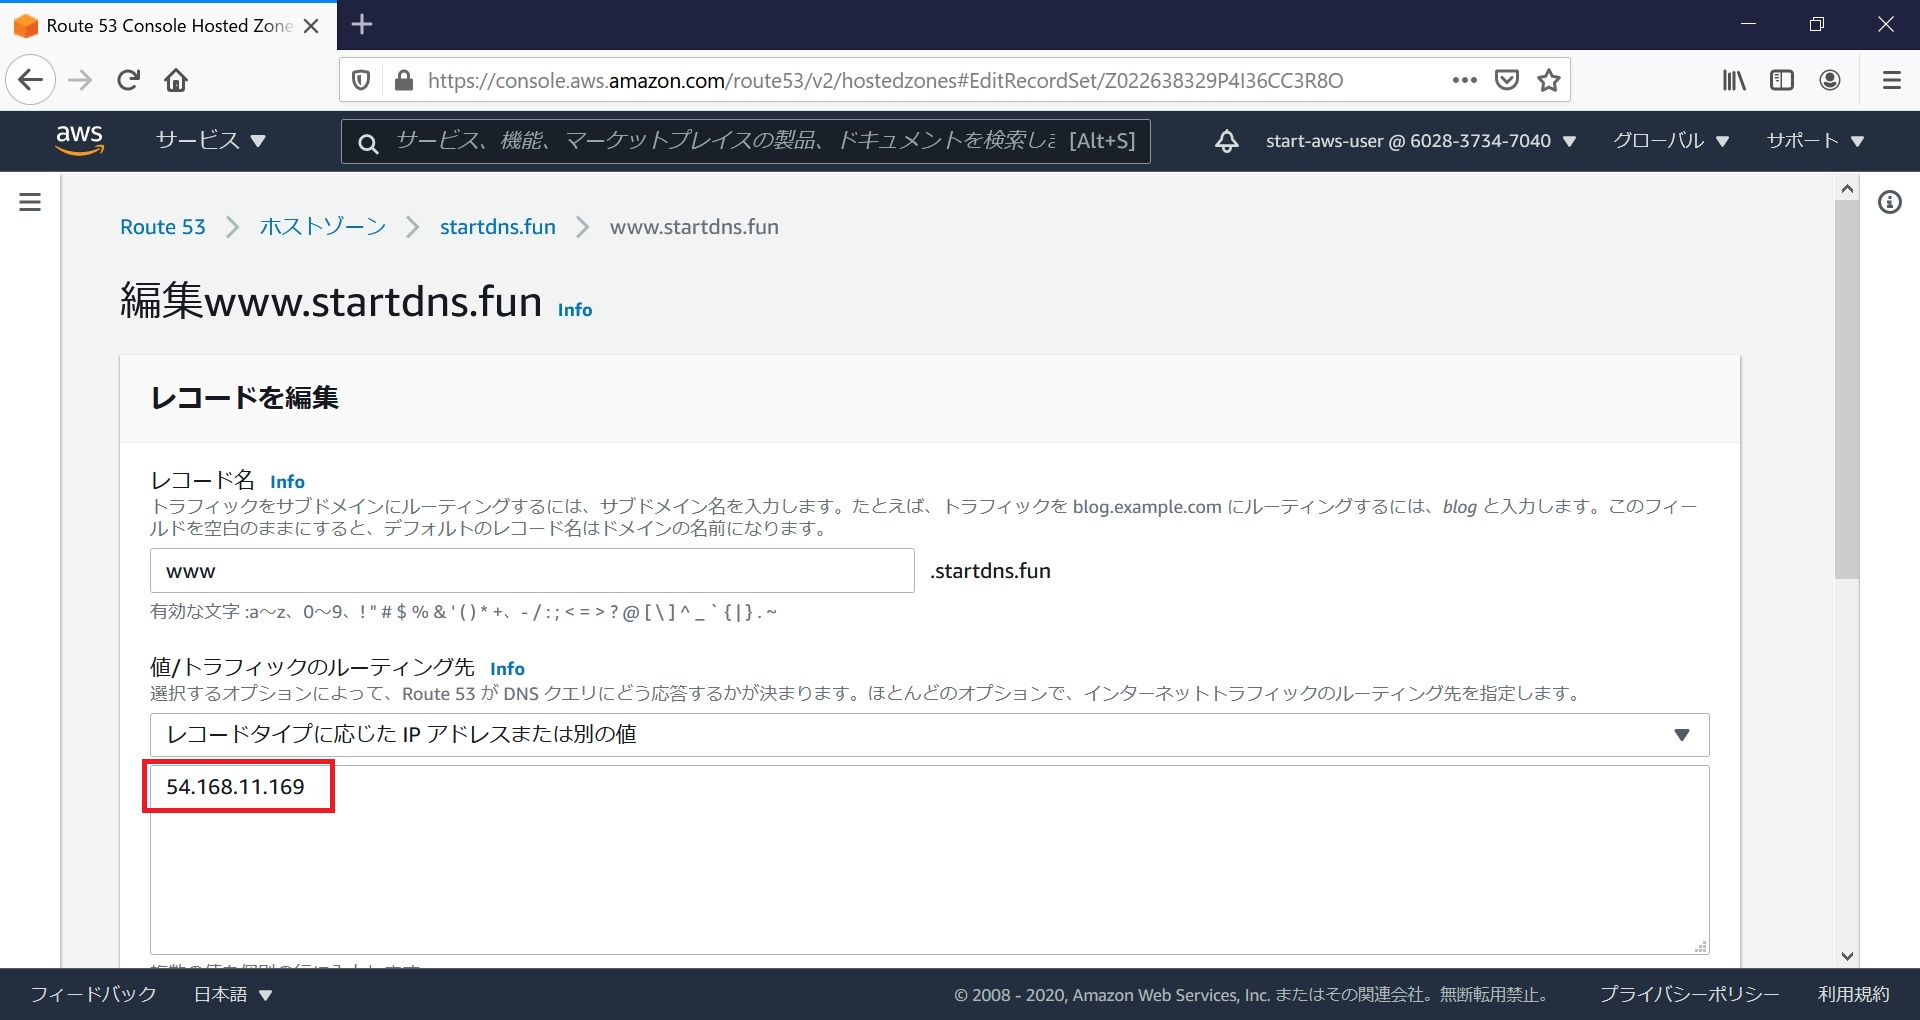 Route 53 Console Hosted Zone
https://console.aws.amazon.com/route53/v2/hostedzones#EditRecordSet/Z022638329P4I36CC3R8O
aws サービス サービス、機能、マーケットプレイスの製品、ドキュメントを検索しま [Alt+S] start-aws-user @ 6028-3734-7040 グローバル サポート
Route 53 ホストゾーン startdns.fun www.startdns.fun
編集www.startdns.fun Info
レコードを編集
レコード名 Info
トラフィックをサブドメインにルーティングするには、サブドメイン名を入力します。たとえば、トラフィックを blog.example.com にルーティングするには、blog と入力します。このフィー
ルドを空白のままにすると、デフォルトのレコード名はドメインの名前になります。
www .startdns.fun
有効な文字 :a～z、0～9、! " # $ % & ' ( ) * +、- / : ; < = > ? @ [ \ ] ^ _ ` { | } . ~
値/トラフィックのルーティング先 Info
選択するオプションによって、Route 53 が DNS クエリにどう応答するかが決まります。ほとんどのオプションで、インターネットトラフィックのルーティング先を指定します。
レコードタイプに応じた IP アドレスまたは別の値
54.168.11.169
フィードバック 日本語 © 2008 - 2020, Amazon Web Services, Inc. またはその関連会社。無断転用禁止。 プライバシーポリシー 利用規約